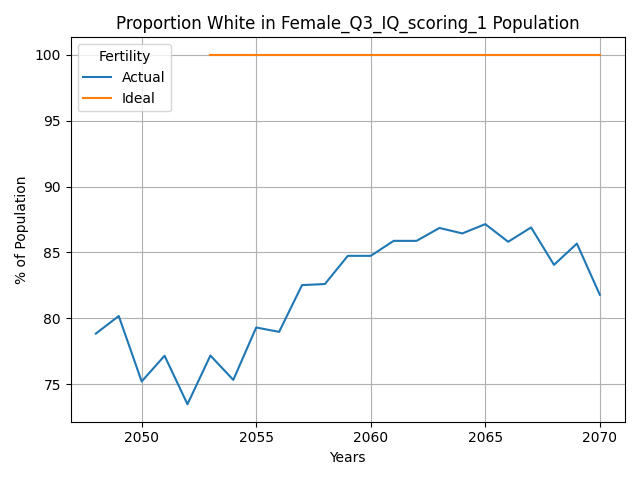 Proportion White in Female_Q3_IQ_scoring_1 Population
Fertility
Actual
Ideal
100
95
90
85
80
75
% of Population
2050 2055 2060 2065 2070
Years